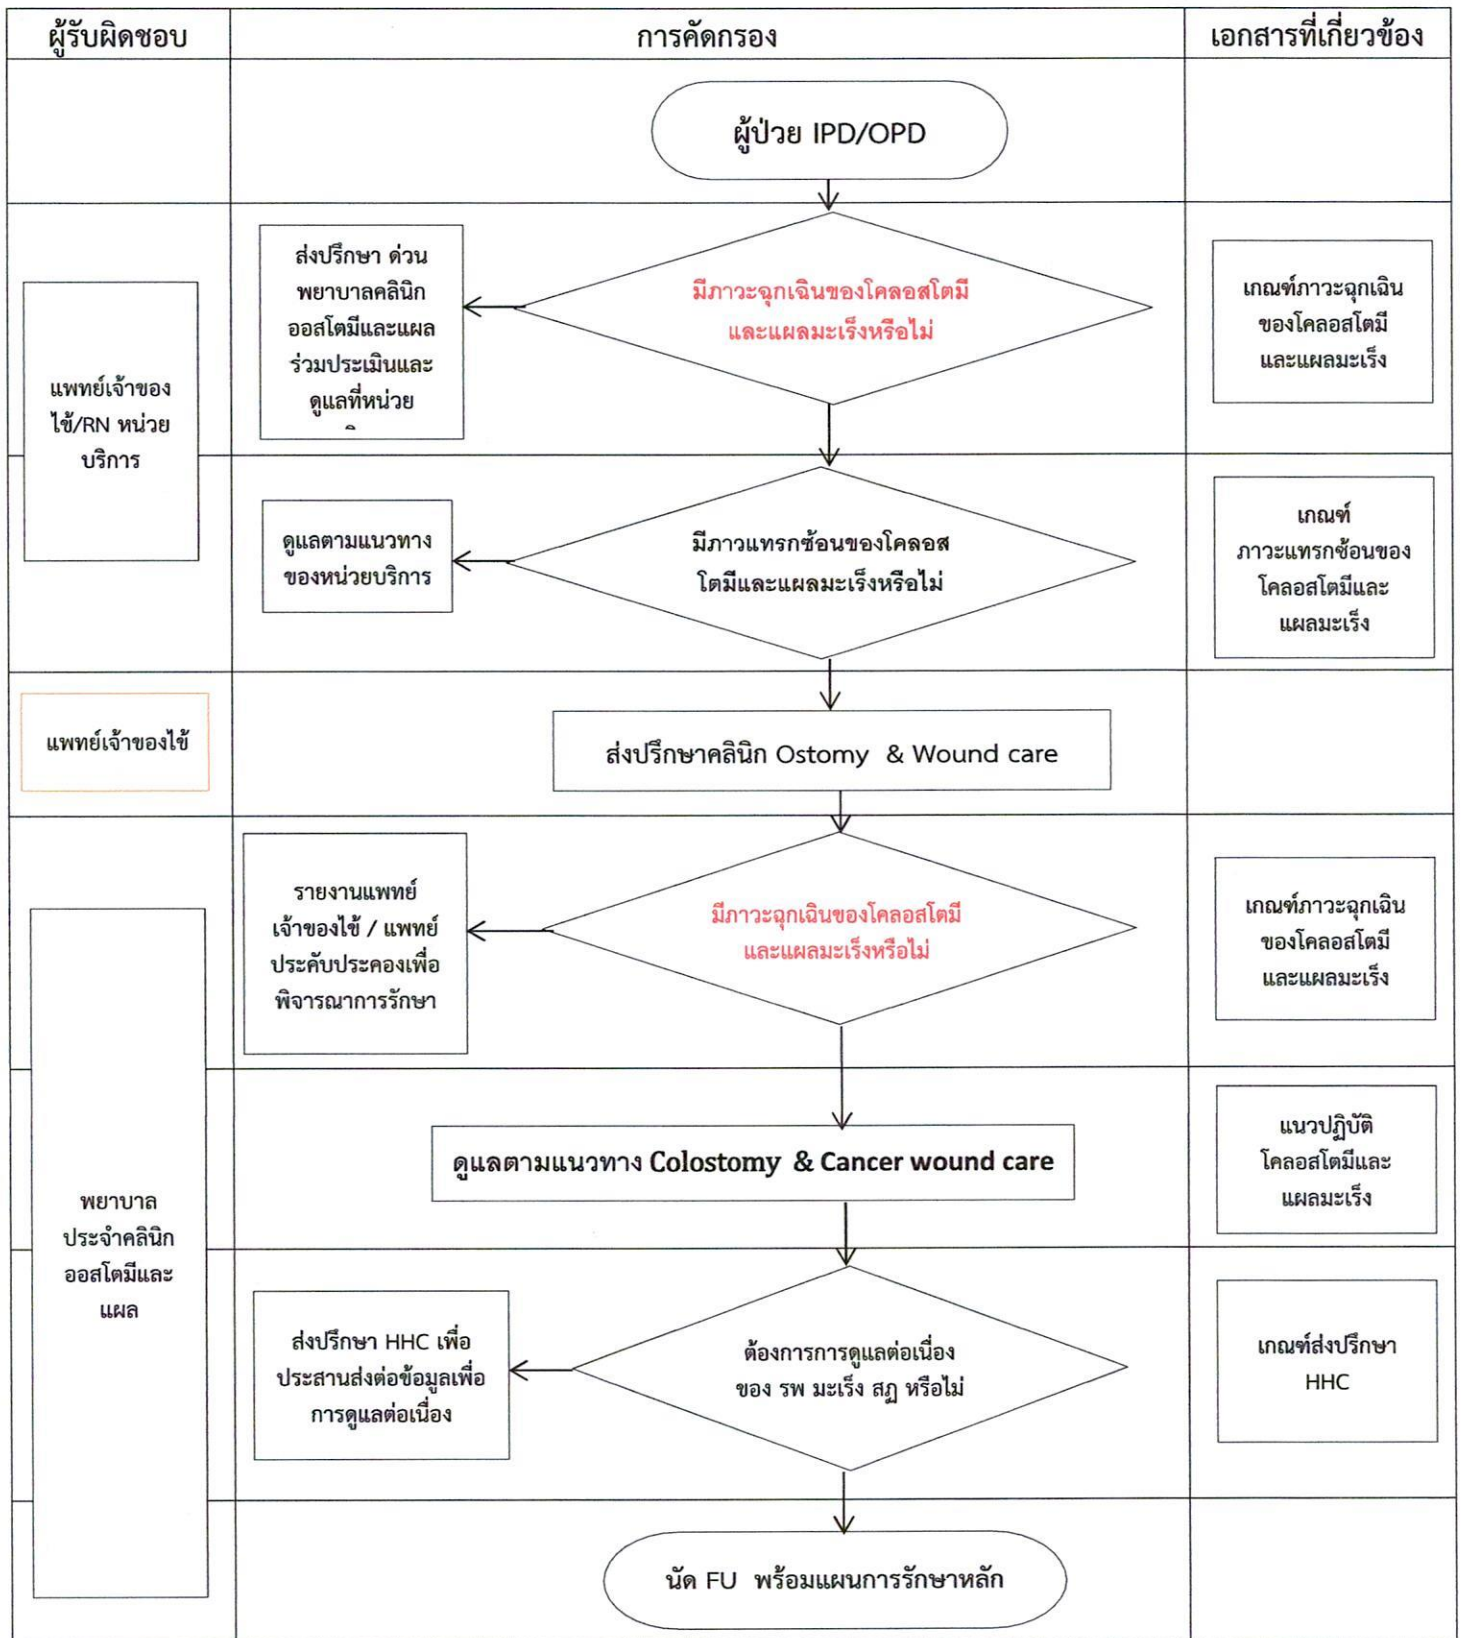 ผู้รับผิดชอบ
การคัดกรอง
เอกสารที่เกี่ยวข้อง
ผู้ป่วย IPD/OPD
แพทย์เจ้าของ
ไข้/RN หน่วย
บริการ
ส่งปรึกษา ด่วน
พยาบาลคลินิก
ออสโตมีและแผล
ร่วมประเมินและ
ดูแลที่หน่วย
มีภาวะฉุกเฉินของโคลอสโตมี
และแผลมะเร็งหรือไม่
เกณฑ์ภาวะฉุกเฉิน
ของโคลอสโตมี
และแผลมะเร็ง
ดูแลตามแนวทาง
ของหน่วยบริการ
มีภาวแทรกซ้อนของโคลอส
โตมีและแผลมะเร็งหรือไม่
เกณฑ์
ภาวะแทรกซ้อนของ
โคลอสโตมีและ
แผลมะเร็ง
แพทย์เจ้าของไข้
ส่งปรึกษาคลินิก Ostomy & Wound care
พยาบาล
ประจำคลินิก
ออสโตมีและ
แผล
รายงานแพทย์
เจ้าของไข้ / แพทย์
ประคับประคองเพื่อ
พิจารณาการรักษา
มีภาวะฉุกเฉินของโคลอสโตมี
และแผลมะเร็งหรือไม่
เกณฑ์ภาวะฉุกเฉิน
ของโคลอสโตมี
และแผลมะเร็ง
ดูแลตามแนวทาง Colostomy & Cancer wound care
แนวปฏิบัติ
โคลอสโตมีและ
แผลมะเร็ง
ส่งปรึกษา HHC เพื่อ
ประสานส่งต่อข้อมูลเพื่อ
การดูแลต่อเนื่อง
ต้องการการดูแลต่อเนื่อง
ของ รพ มะเร็ง สฏ หรือไม่
เกณฑ์ส่งปรึกษา
HHC
นัด FU พร้อมแผนการรักษาหลัก